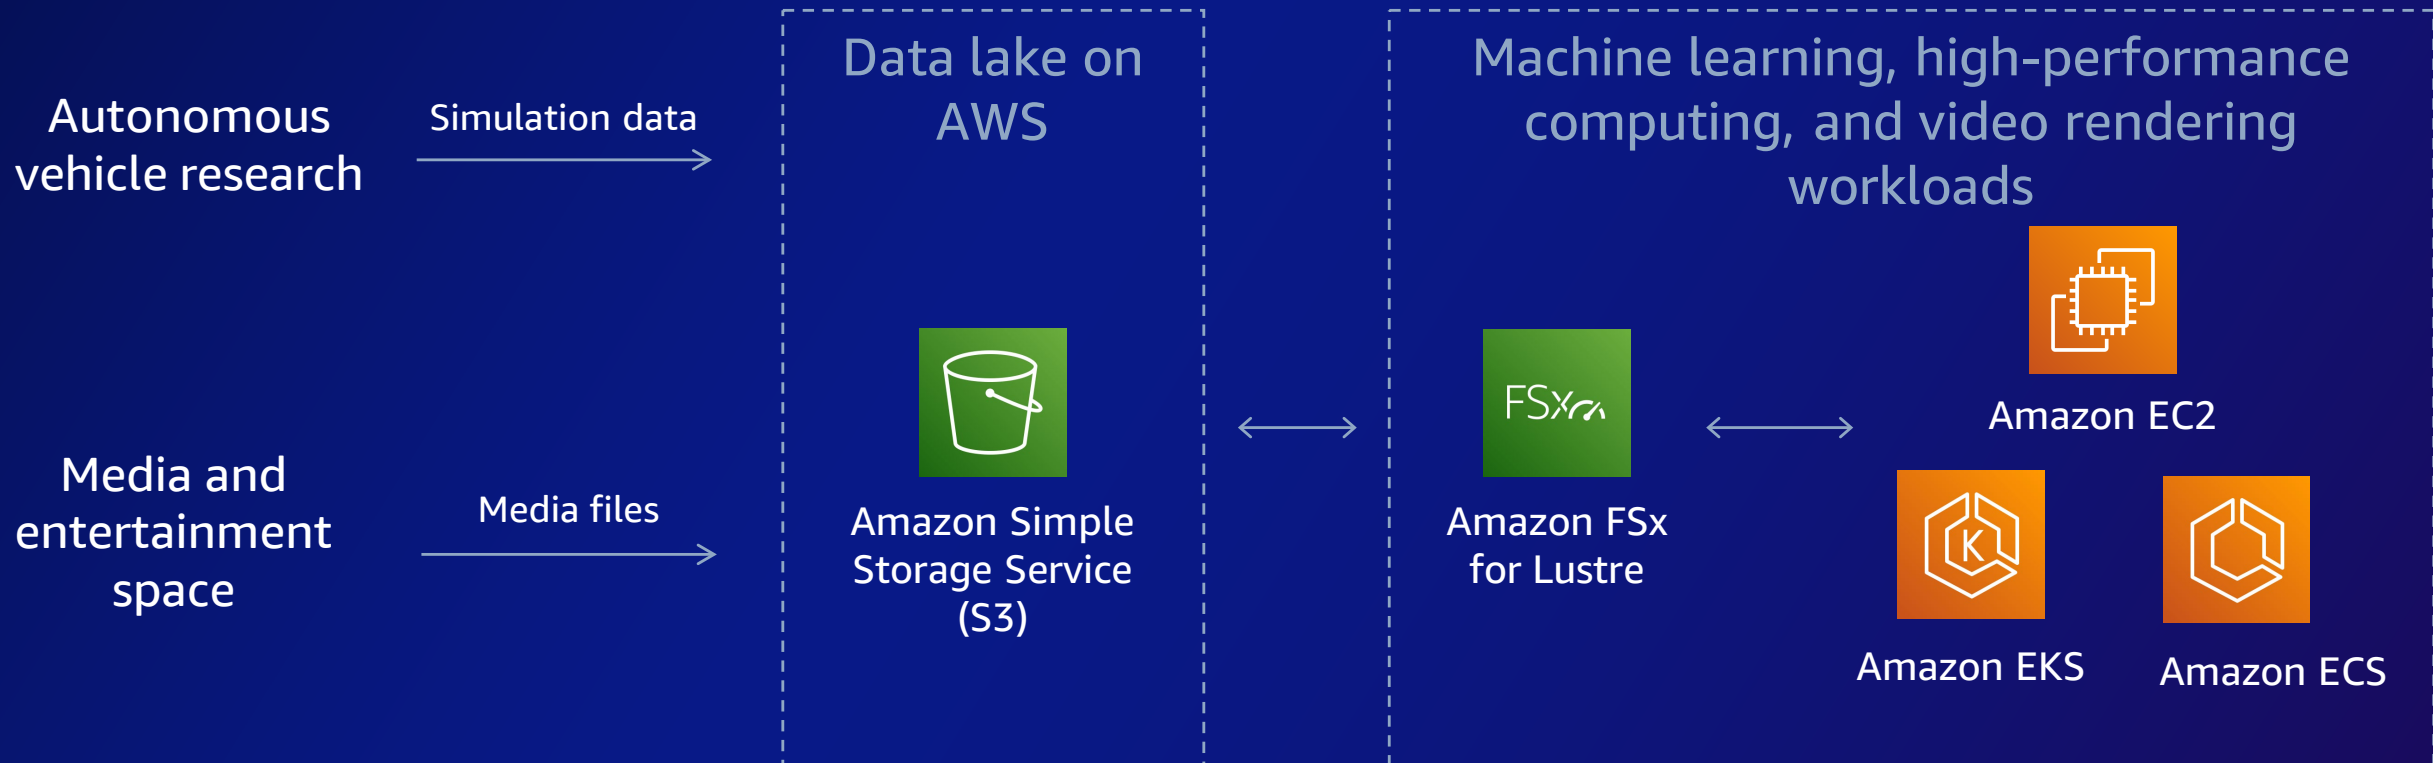 Autonomous
vehicle research
Simulation data
Media and
entertainment
space
Media files
Data lake on
AWS
Amazon Simple
Storage Service
(S3)
Machine learning, high-performance
computing, and video rendering
workloads
FSx
Amazon FSx
for Lustre
Amazon EC2
K
Amazon EKS
Amazon ECS